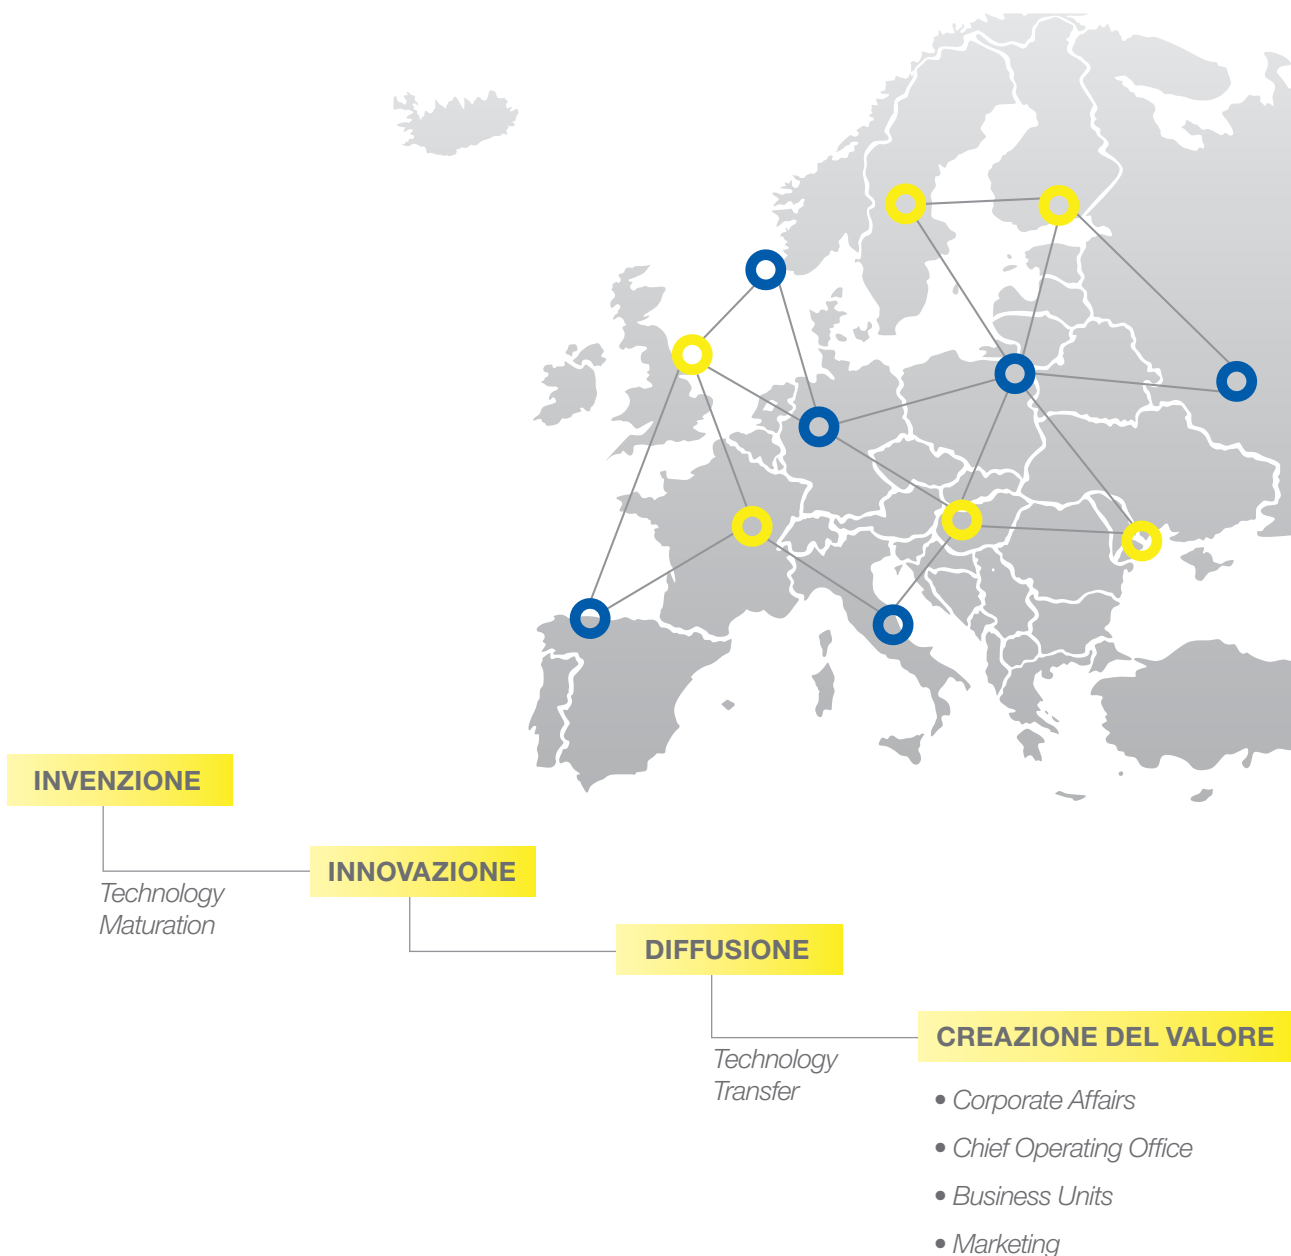 INVENZIONE
Technology
Maturation
INNOVAZIONE
DIFFUSIONE
Technology
Transfer
CREAZIONE DEL VALORE
• Corporate Affairs
• Chief Operating Office
• Business Units
• Marketing